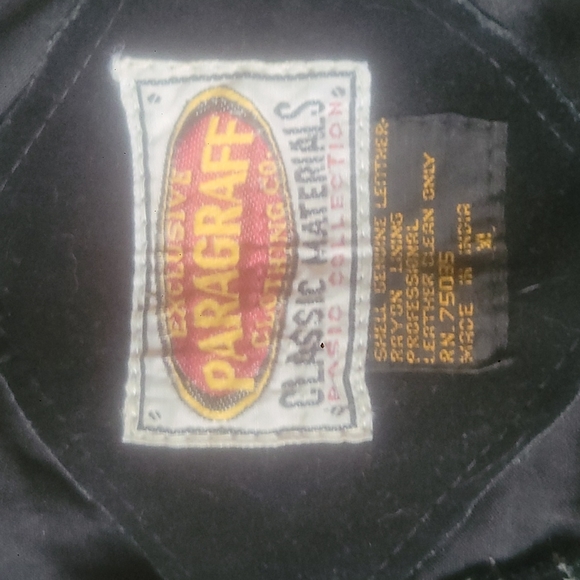 EXCLUSIVE
PARAGRAFF
CLOTHING CO.
CLASSIC MATERIALS
BASIC COLLECTION
SHELL GENUINE LEATHER.
RAYON LINING
PROFESSIONAL
LEATHER CLEAN ONLY
RN.75035
MADE IN INDIA
XL